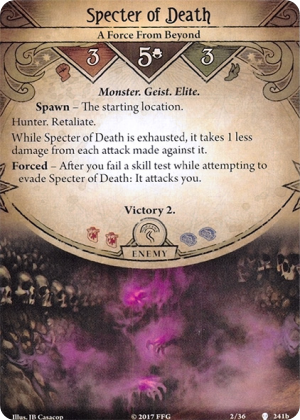 Specter of Death
A Force From Beyond
3 5 3
Monster. Geist. Elite.
Spawn – The starting location.
Hunter. Retaliate.
While Specter of Death is exhausted, it takes 1 less
damage from each attack made against it.
Forced – After you fail a skill test while attempting to
evade Specter of Death: It attacks you.
Victory 2.
ENEMY
Illus. JB Casacop © 2017 FFG 2/36 241b